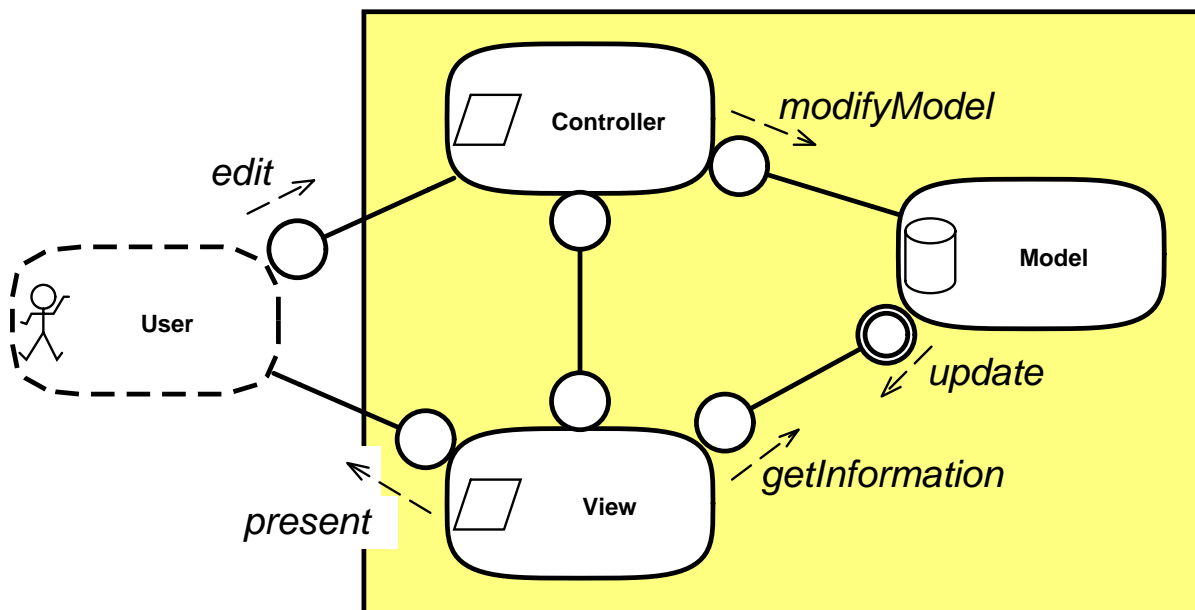 Controller
modifyModel
edit
Model
User
update
getInformation
View
present